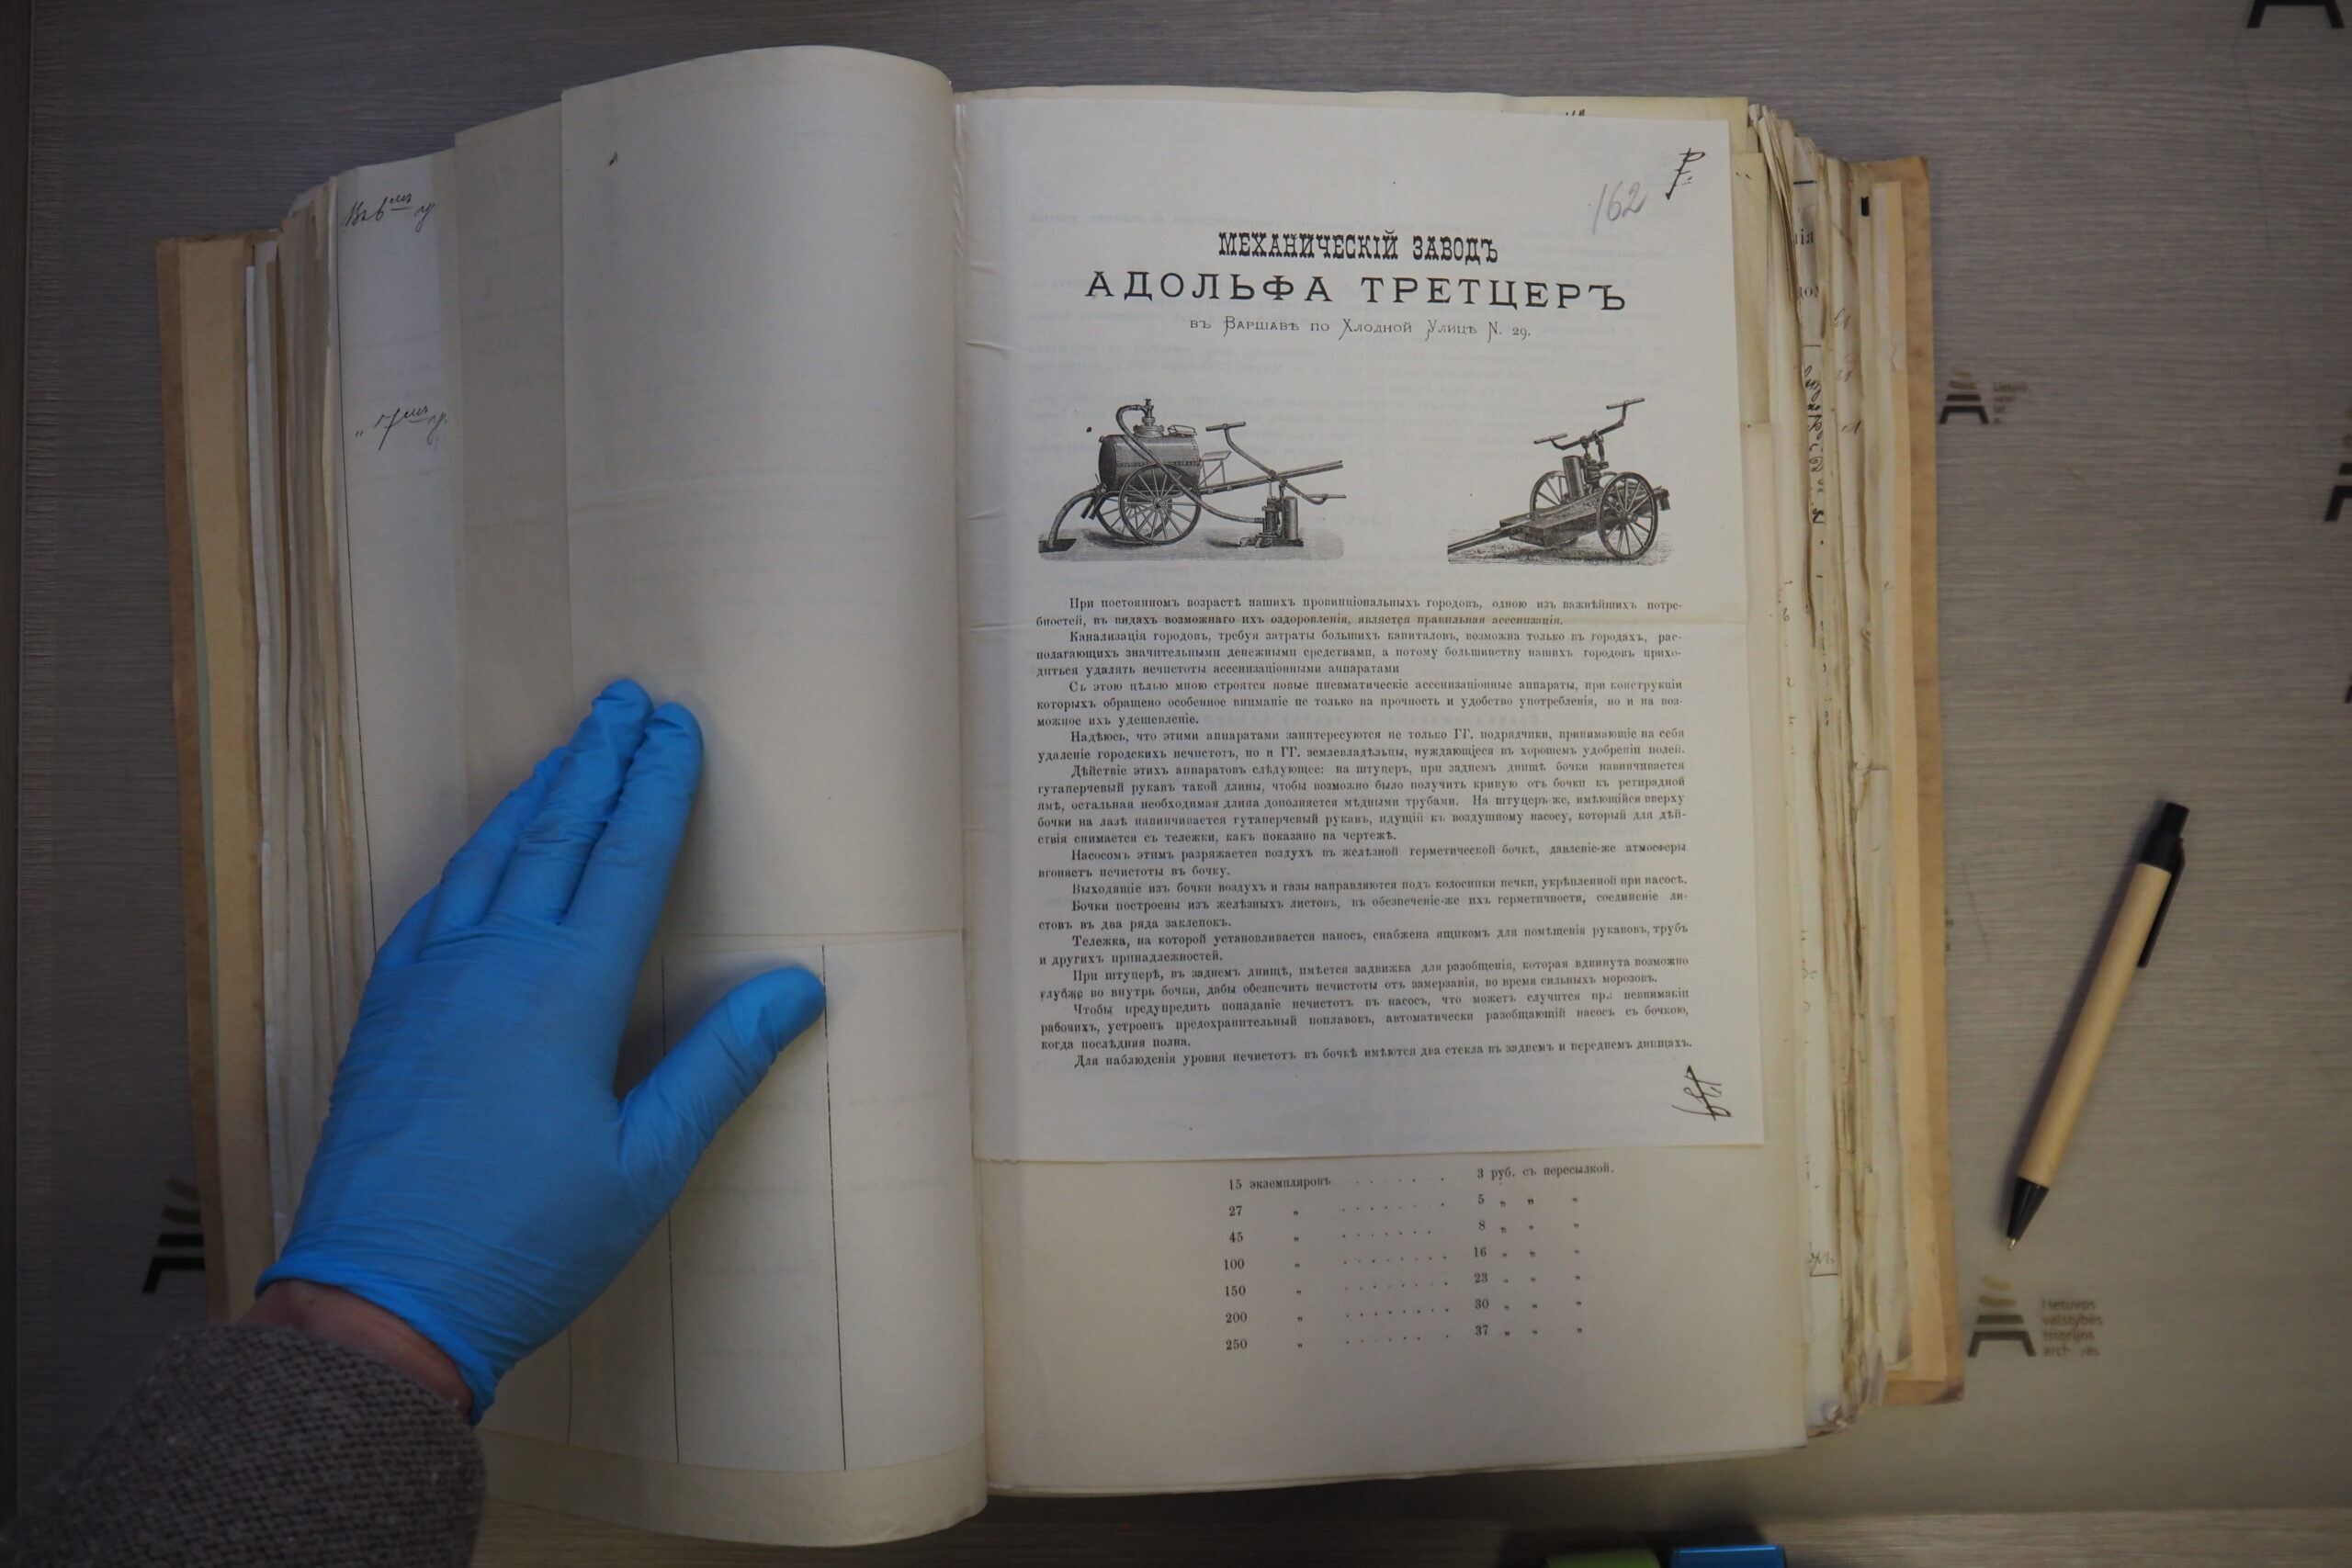 162
МЕХАНИЧЕСКІЙ ЗАВОДЪ
АДОЛЬФА ТРЕТЦЕРЪ
въ Варшавѣ по Хлодной Улицѣ N. 29.
При постоянномъ возрастѣ нашихъ провинціональныхъ городовъ, одною изъ важнѣйшихъ потре-
бностей, въ видахъ возможнаго ихъ оздоровленія, является правильная ассенизація.
Канализація городовъ, требуя затраты большихъ капиталовъ, возможна только въ городахъ, рас-
полагающихъ значительными денежными средствами, а потому большинству нашихъ городовъ прихо-
диться удалять нечистоты ассенизаціонными аппаратами
Съ этою цѣлью мною строятся новые пневматическіе ассенизаціонные аппараты, при конструкціи
которыхъ обращено особенное вниманіе не только на прочность и удобство употребленія, но и на воз-
можное ихъ удешевленіе.
Надѣюсь, что этими аппаратами заинтересуются не только ГГ. подрядчики, принимающіе на себя
удаленіе городскихъ нечистотъ, но и ГГ. землевладѣльцы, нуждающіеся въ хорошемъ удобреніи полей.
Дѣйствіе этихъ аппаратовъ слѣдующее: на штуцеръ, при заднемъ днищѣ бочки навинчивается
гутаперчевый рукавъ такой длины, чтобы возможно было получить кривую отъ бочки къ ретирадной
ямѣ, остальная необходимая длина дополняется мѣдными трубами. На штуцеръ-же, имѣющійся вверху
бочки на лазѣ навинчивается гутаперчевый рукавъ, идущій къ воздушному насосу, который для дѣй-
ствія снимается съ тележки, какъ показано на чертежѣ.
Насосомъ этимъ разряжается воздухъ въ желѣзной герметической бочкѣ, давленіе-же атмосферы
вгоняетъ нечистоты въ бочку.
Выходящіе изъ бочки воздухъ и газы направляются подъ колосники печки, укрѣпленной при насосѣ.
Бочки построены изъ желѣзныхъ листовъ, въ обезпеченіе-же ихъ герметичности, соединеніе ли-
стовъ въ два ряда заклепокъ.
Тележка, на которой установливается наносъ, снабжена ящикомъ для помѣщенія рукавовъ, трубъ
и другихъ принадлежностей.
При штуцерѣ, въ заднемъ днищѣ, имѣется задвижка для разобщенія, которая вдвинута возможно
глубже во внутрь бочки, дабы обезпечить нечистоты отъ замерзанія, во время сильныхъ морозовъ.
Чтобы предупредить попаданіе нечистотъ въ насосъ, что можетъ случится при невниманіи
рабочихъ, устроенъ предохранительный поплавокъ, автоматически разобщающій насосъ съ бочкою,
когда послѣдняя полна.
Для наблюденія уровня нечистотъ въ бочкѣ имѣются два стекла въ заднемъ и переднемъ днищахъ.
15 экземпляровъ . . . . . . 3 руб. съ пересылкой.
27 „ . . . . . . . . 5 „ „ „
45 „ . . . . . . . 8 „ „ „
100 „ . . . . . . . . 16 „ „ „
150 „ . . . . . . . . 23 „ „ „
200 „ . . . . . . . . 30 „ „ „
250 „ . . . . . . . 37 „ „ „
Lietuvos
valstybės
istorijos